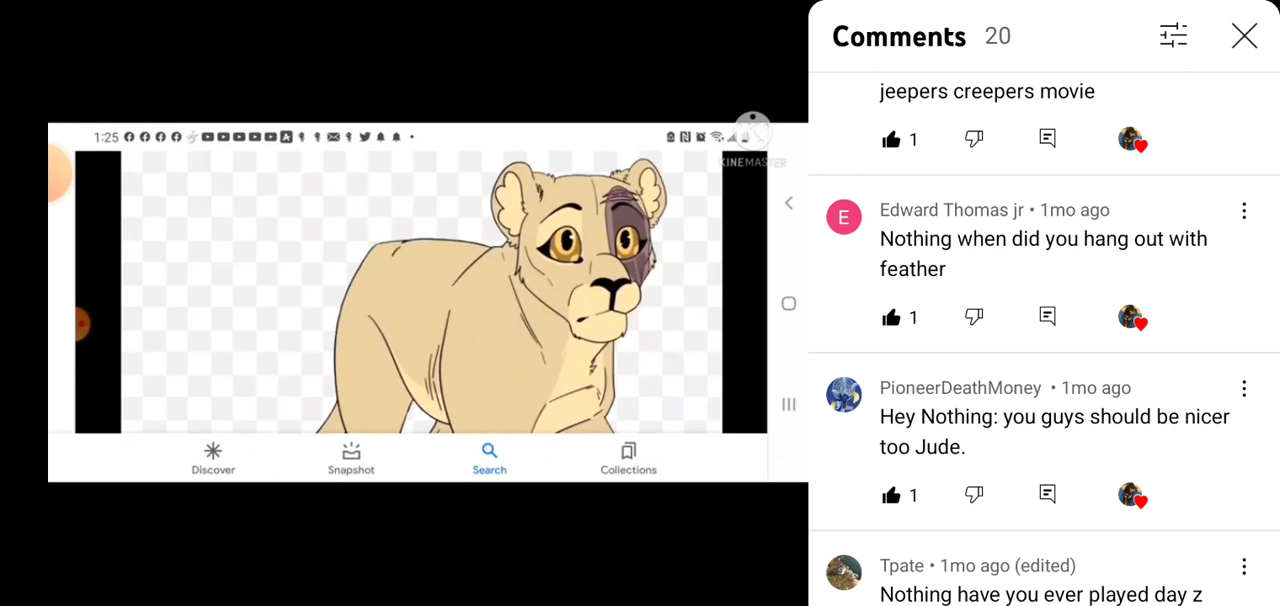 Comments 20
jeepers creepers movie
1
1:25
KINEMASTER
E
Edward Thomas jr • 1mo ago
Nothing when did you hang out with
feather
1
PioneerDeathMoney • 1mo ago
Hey Nothing: you guys should be nicer
too Jude.
1
Discover Snapshot Search Collections
Tpate • 1mo ago (edited)
Nothing have you ever played day z